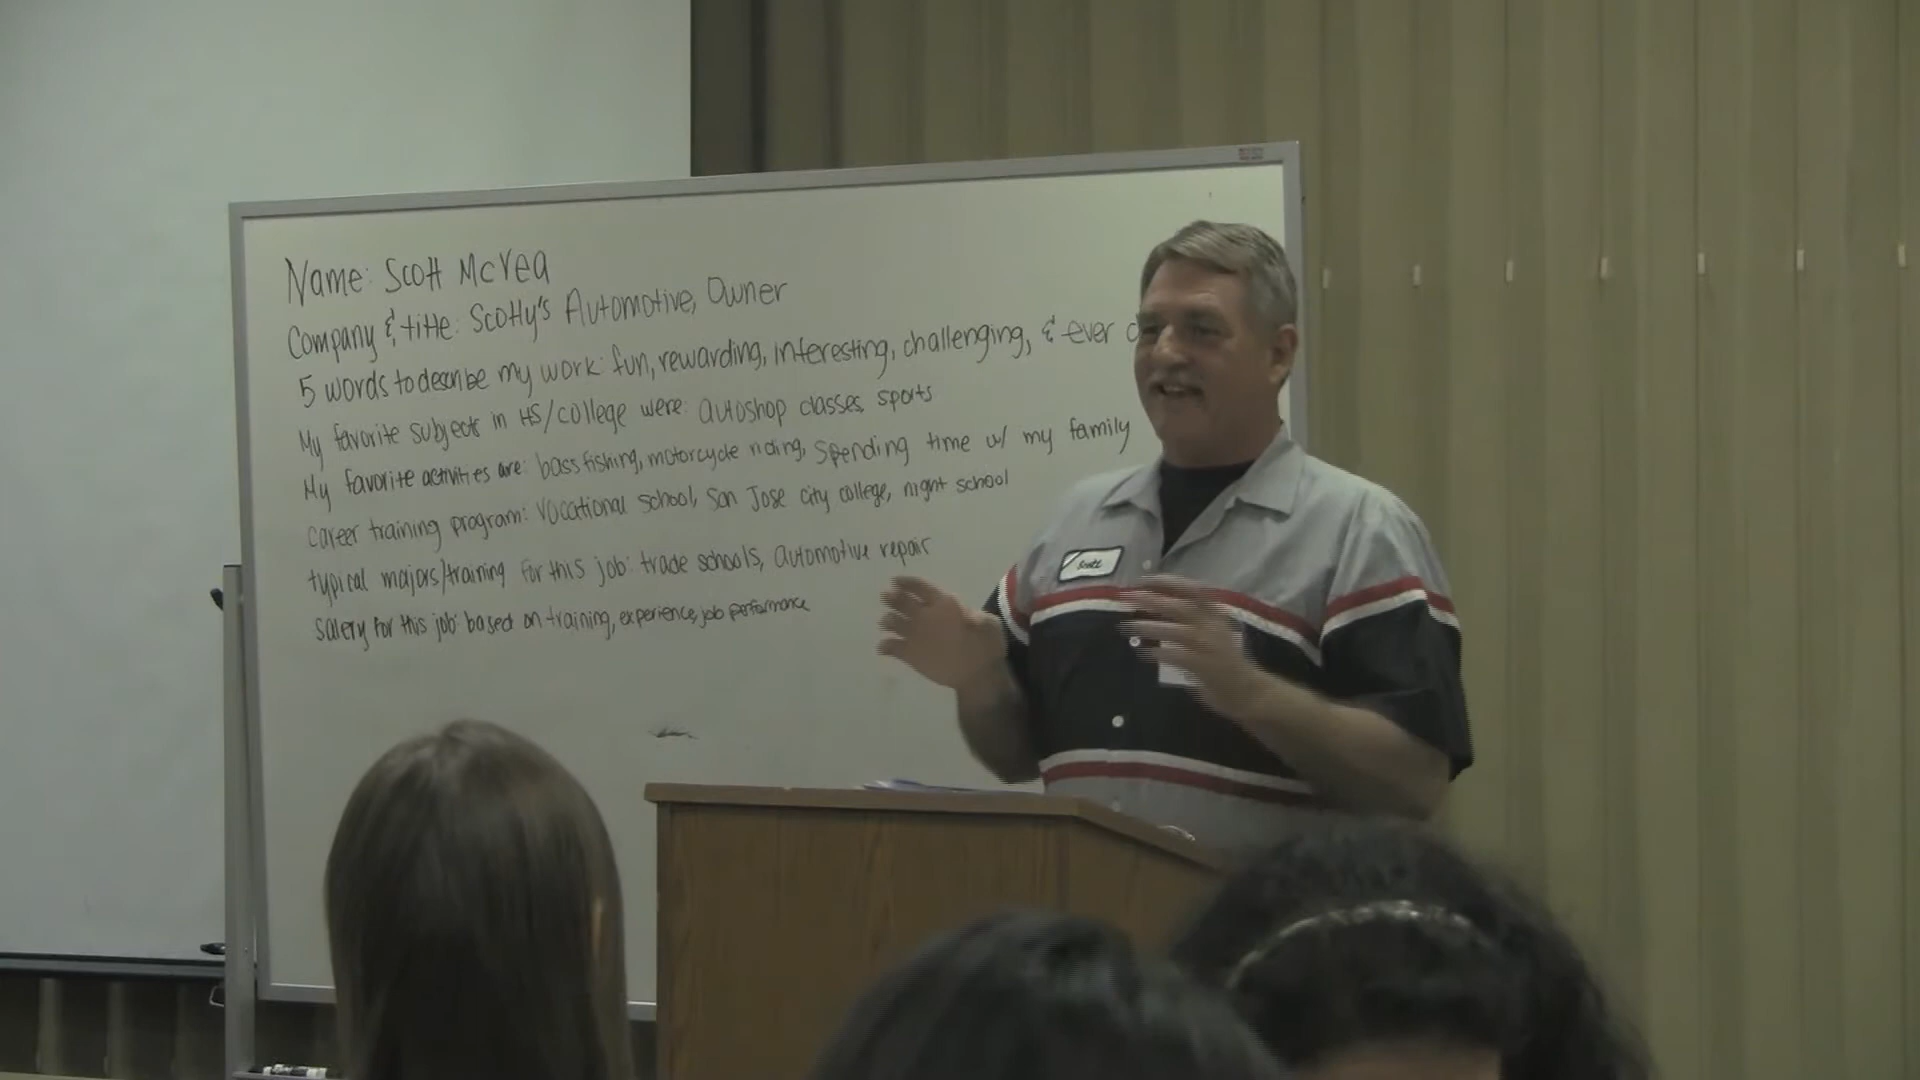 Name: Scott McVea
Company & title: Scotty's Automotive, Owner
5 words to describe my work: fun, rewarding, interesting, challenging, & ever
My favorite subjects in HS/college were: autoshop classes, sports
My favorite activities are: bass fishing, motorcycle riding, spending time w/ my family
career training program: vocational school, San Jose city college, night school
typical majors/training for this job: trade schools, automotive repair
salery for this job: based on training, experience, job performance
Scott